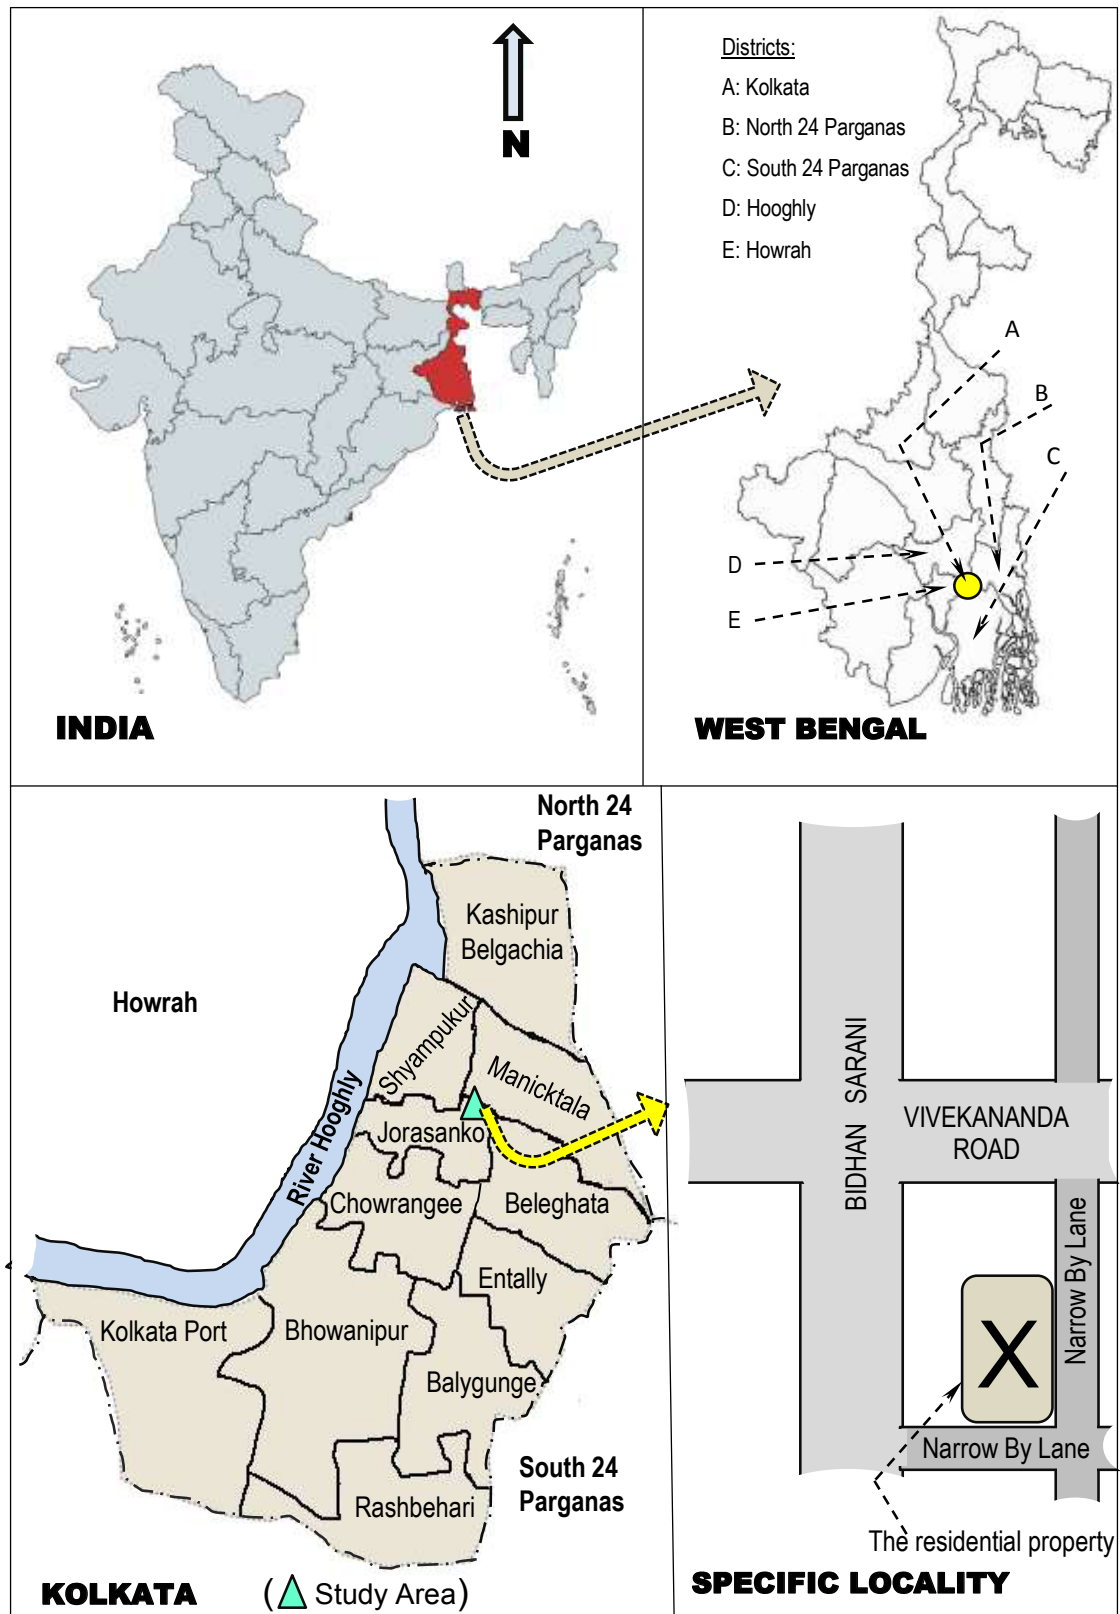 N
INDIA
Districts:
A: Kolkata
B: North 24 Parganas
C: South 24 Parganas
D: Hooghly
E: Howrah
A
B
C
D
E
WEST BENGAL
North 24
Parganas
Kashipur
Belgachia
Howrah
Shyampukur
Manicktala
River Hooghly
Jorasanko
Chowrangee
Beleghata
Entally
Kolkata Port
Bhowanipur
Balygunge
South 24
Parganas
Rashbehari
KOLKATA
(Study Area)
BIDHAN SARANI
VIVEKANANDA
ROAD
Narrow By Lane
X
Narrow By Lane
The residential property
SPECIFIC LOCALITY